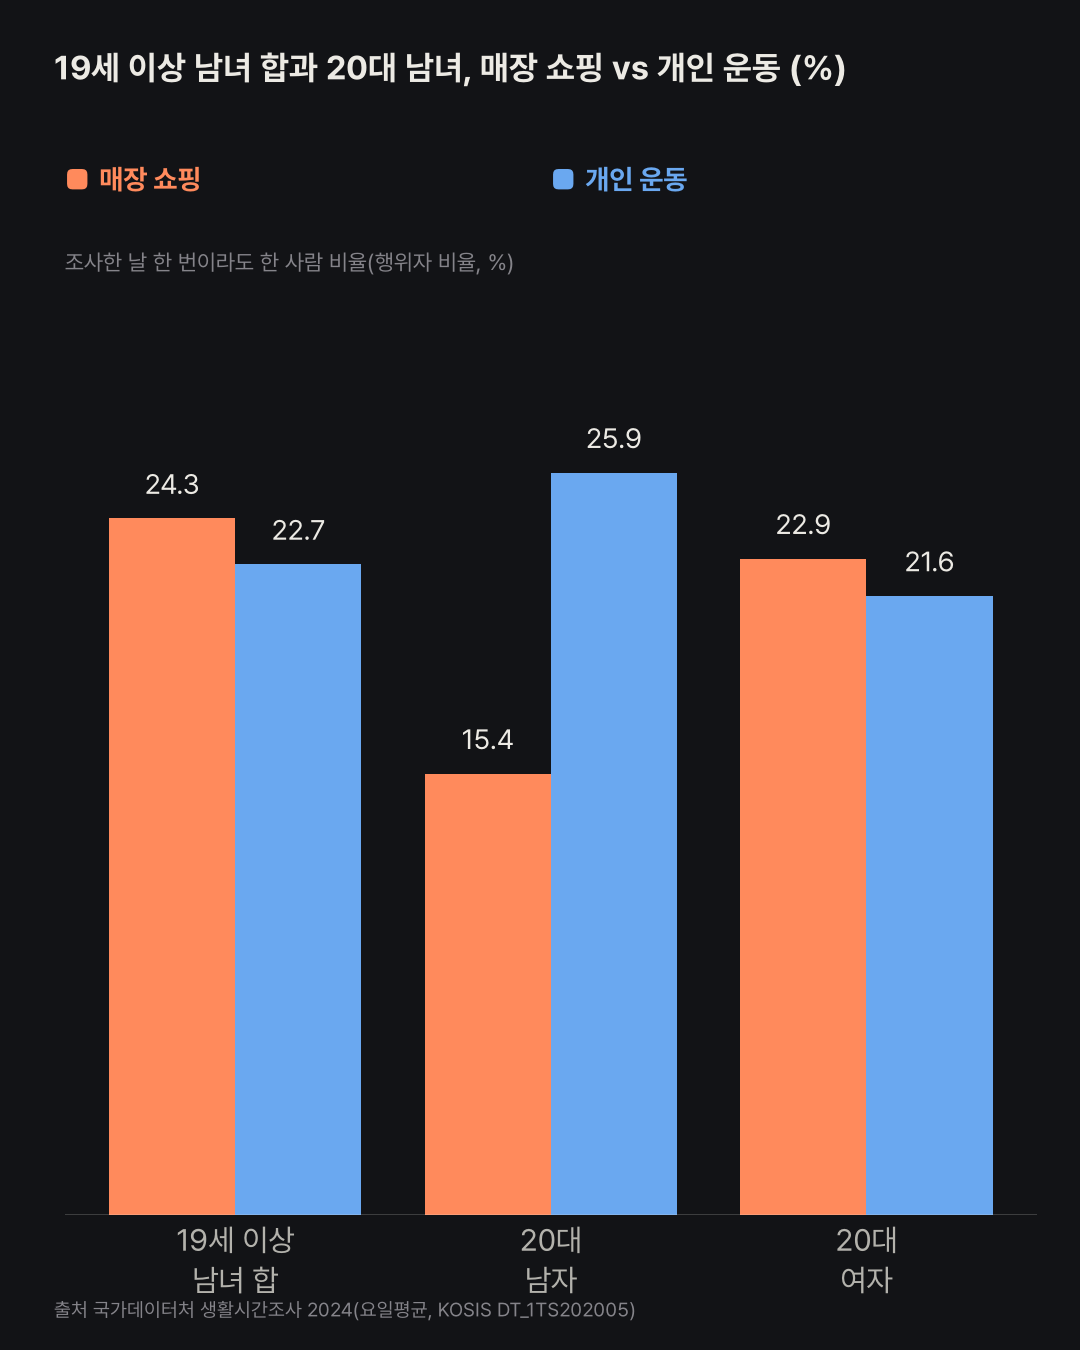 19세 이상 남녀 합과 20대 남녀, 매장 쇼핑 vs 개인 운동 (%)
매장 쇼핑
개인 운동
조사한 날 한 번이라도 한 사람 비율(행위자 비율, %)
24.3
22.7
15.4
25.9
22.9
21.6
19세 이상
남녀 합
20대
남자
20대
여자
출처 국가데이터처 생활시간조사 2024(요일평균, KOSIS DT_1TS202005)